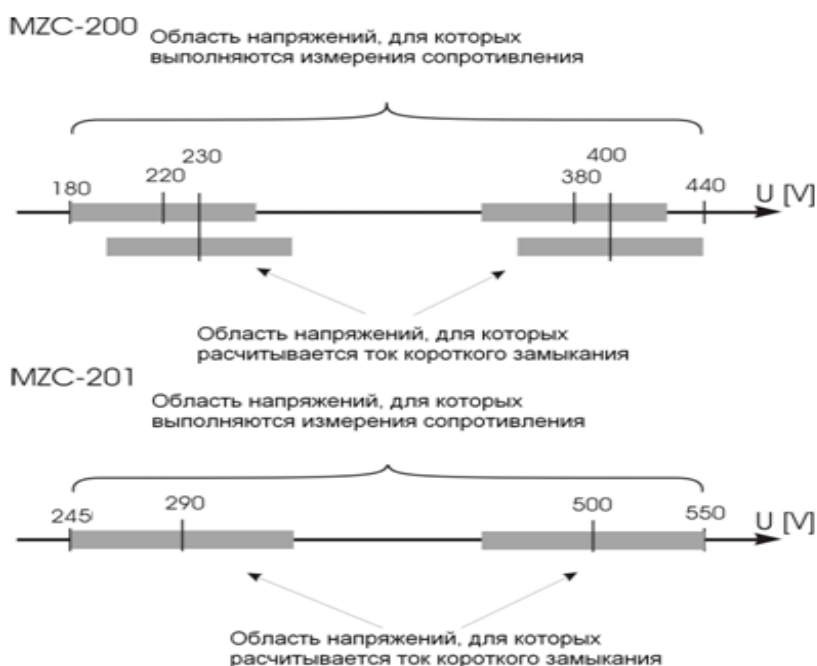 MZC-200
Область напряжений, для которых
выполняются измерения сопротивления
230
400
220
380
180
440
U [V]
Область напряжений, для которых
расчитывается ток короткого замыкания
MZC-201
Область напряжений, для которых
выполняются измерения сопротивления
290
500
245
550
U [V]
Область напряжений, для которых
расчитывается ток короткого замыкания